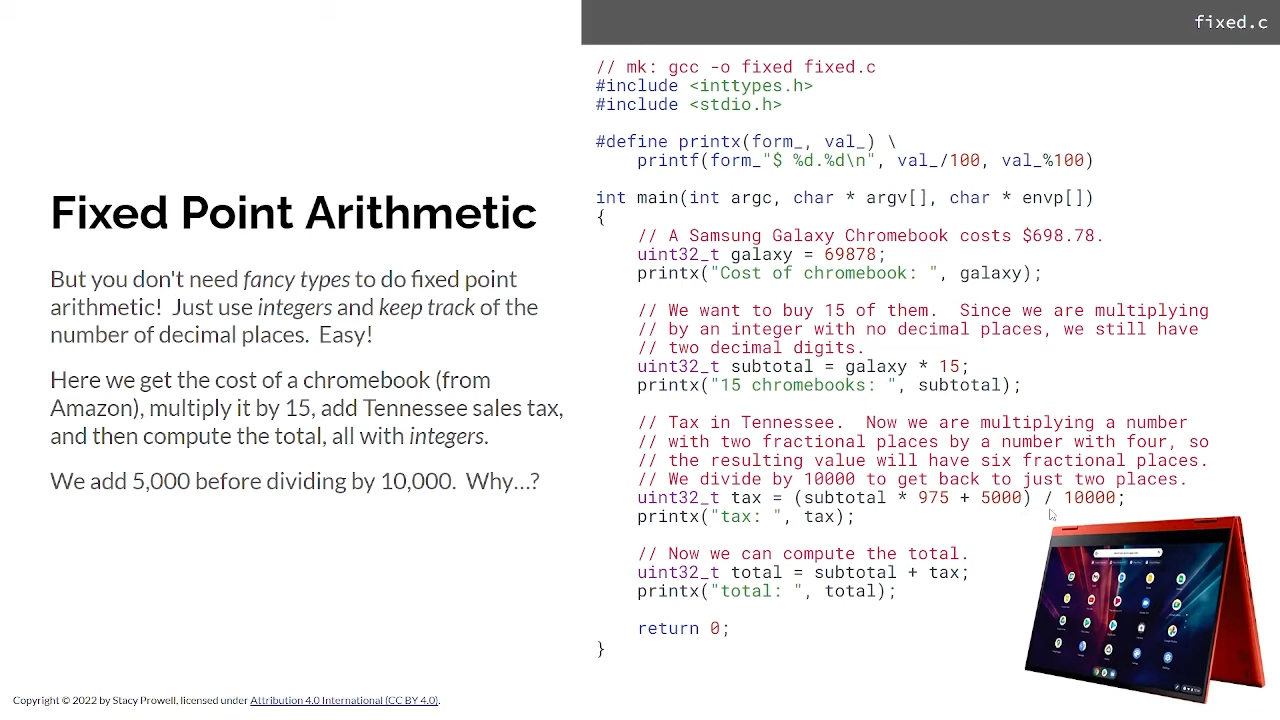 fixed.c
Fixed Point Arithmetic
But you don't need fancy types to do fixed point
arithmetic! Just use integers and keep track of the
number of decimal places. Easy!
Here we get the cost of a chromebook (from
Amazon), multiply it by 15, add Tennessee sales tax,
and then compute the total, all with integers.
We add 5,000 before dividing by 10,000. Why...?
// mk: gcc -o fixed fixed.c
#include <inttypes.h>
#include <stdio.h>
#define printx(form_, val_) \
printf(form_"$ %d.%d\n", val_/100, val_%100)
int main(int argc, char * argv[], char * envp[])
{
// A Samsung Galaxy Chromebook costs $698.78.
uint32_t galaxy = 69878;
printx("Cost of chromebook: ", galaxy);
// We want to buy 15 of them. Since we are multiplying
// by an integer with no decimal places, we still have
// two decimal digits.
uint32_t subtotal = galaxy * 15;
printx("15 chromebooks: ", subtotal);
// Tax in Tennessee. Now we are multiplying a number
// with two fractional places by a number with four, so
// the resulting value will have six fractional places.
// We divide by 10000 to get back to just two places.
uint32_t tax = (subtotal * 975 + 5000) / 10000;
printx("tax: ", tax);
// Now we can compute the total.
uint32_t total = subtotal + tax;
printx("total: ", total);
return 0;
}
Copyright © 2022 by Stacy Prowell, licensed under Attribution 4.0 International (CC BY 4.0).